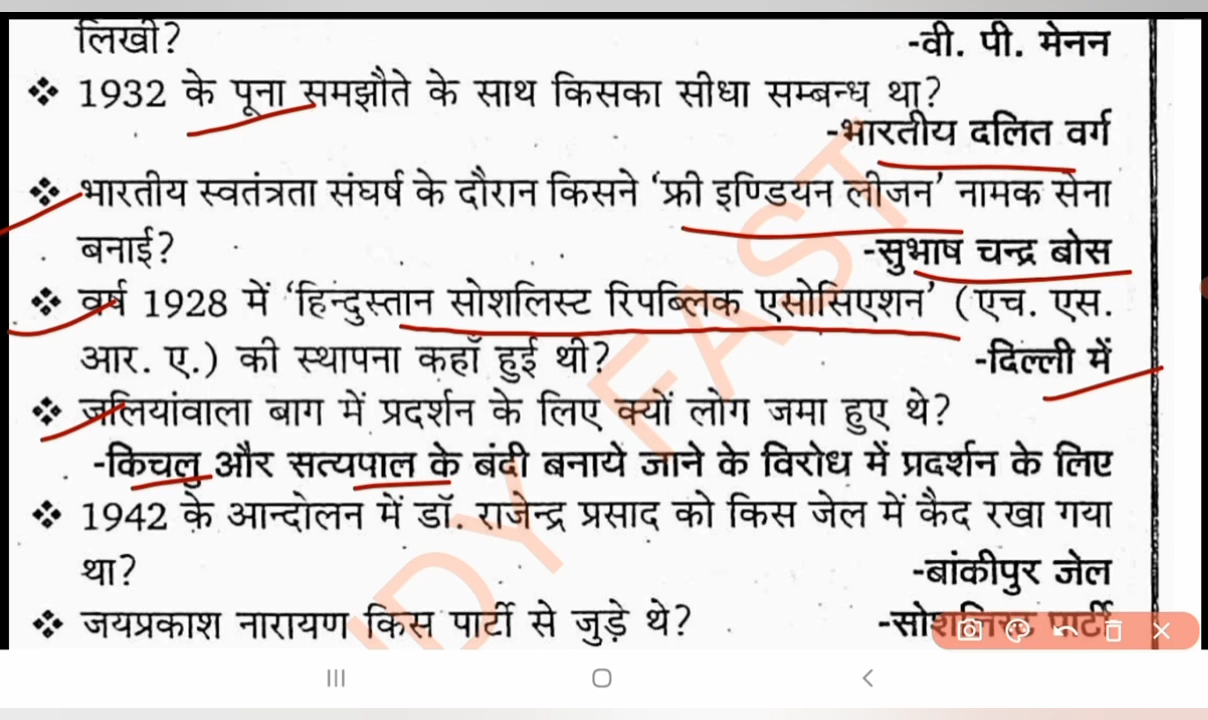 लिखी?
-वी. पी. मेनन
❖ 1932 के पूना समझौते के साथ किसका सीधा सम्बन्ध था?
-भारतीय दलित वर्ग
❖ भारतीय स्वतंत्रता संघर्ष के दौरान किसने ‘फ्री इण्डियन लीजन’ नामक सेना
बनाई? -सुभाष चन्द्र बोस
❖ वर्ष 1928 में ‘हिन्दुस्तान सोशलिस्ट रिपब्लिक एसोसिएशन’ (एच. एस.
आर. ए.) की स्थापना कहाँ हुई थी? -दिल्ली में
❖ जलियांवाला बाग में प्रदर्शन के लिए क्यों लोग जमा हुए थे?
-किचलु और सत्यपाल के बंदी बनाये जाने के विरोध में प्रदर्शन के लिए
❖ 1942 के आन्दोलन में डॉ. राजेन्द्र प्रसाद को किस जेल में कैद रखा गया
था? -बांकीपुर जेल
❖ जयप्रकाश नारायण किस पार्टी से जुड़े थे? -सोशलिस्ट पार्टी